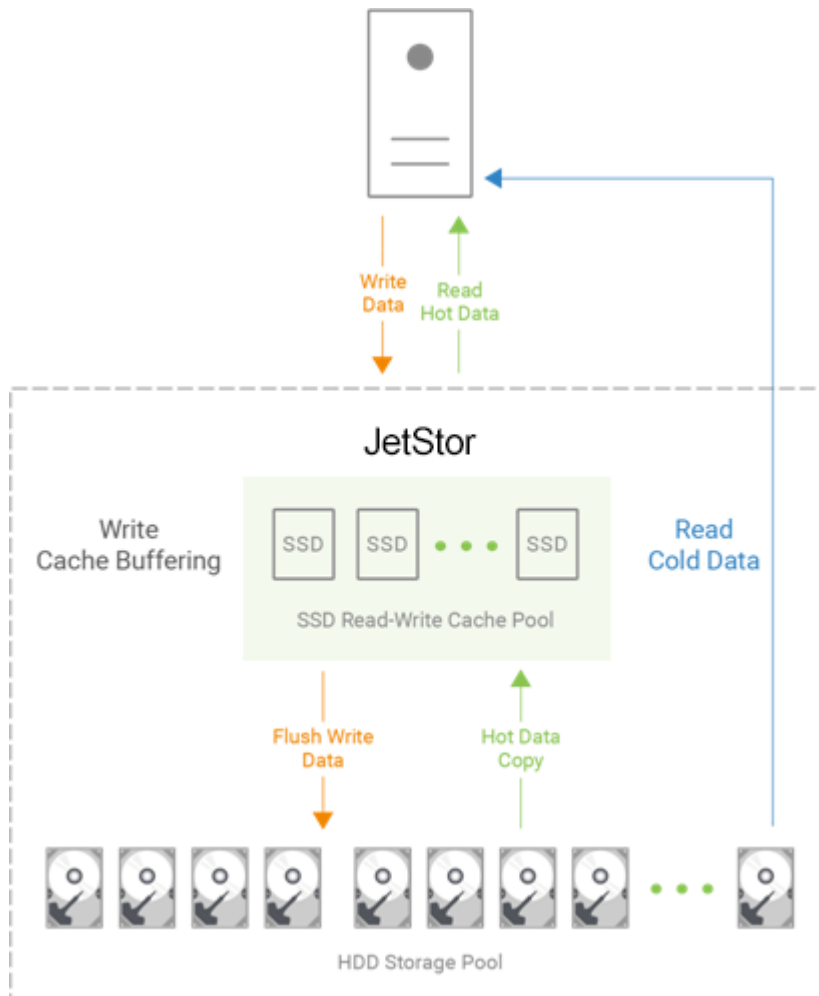 Write
Data
Read
Hot Data
JetStor
Write
Cache Buffering
SSD
SSD
SSD
Read
Cold Data
SSD Read-Write Cache Pool
Flush Write
Data
Hot Data
Copy
HDD Storage Pool